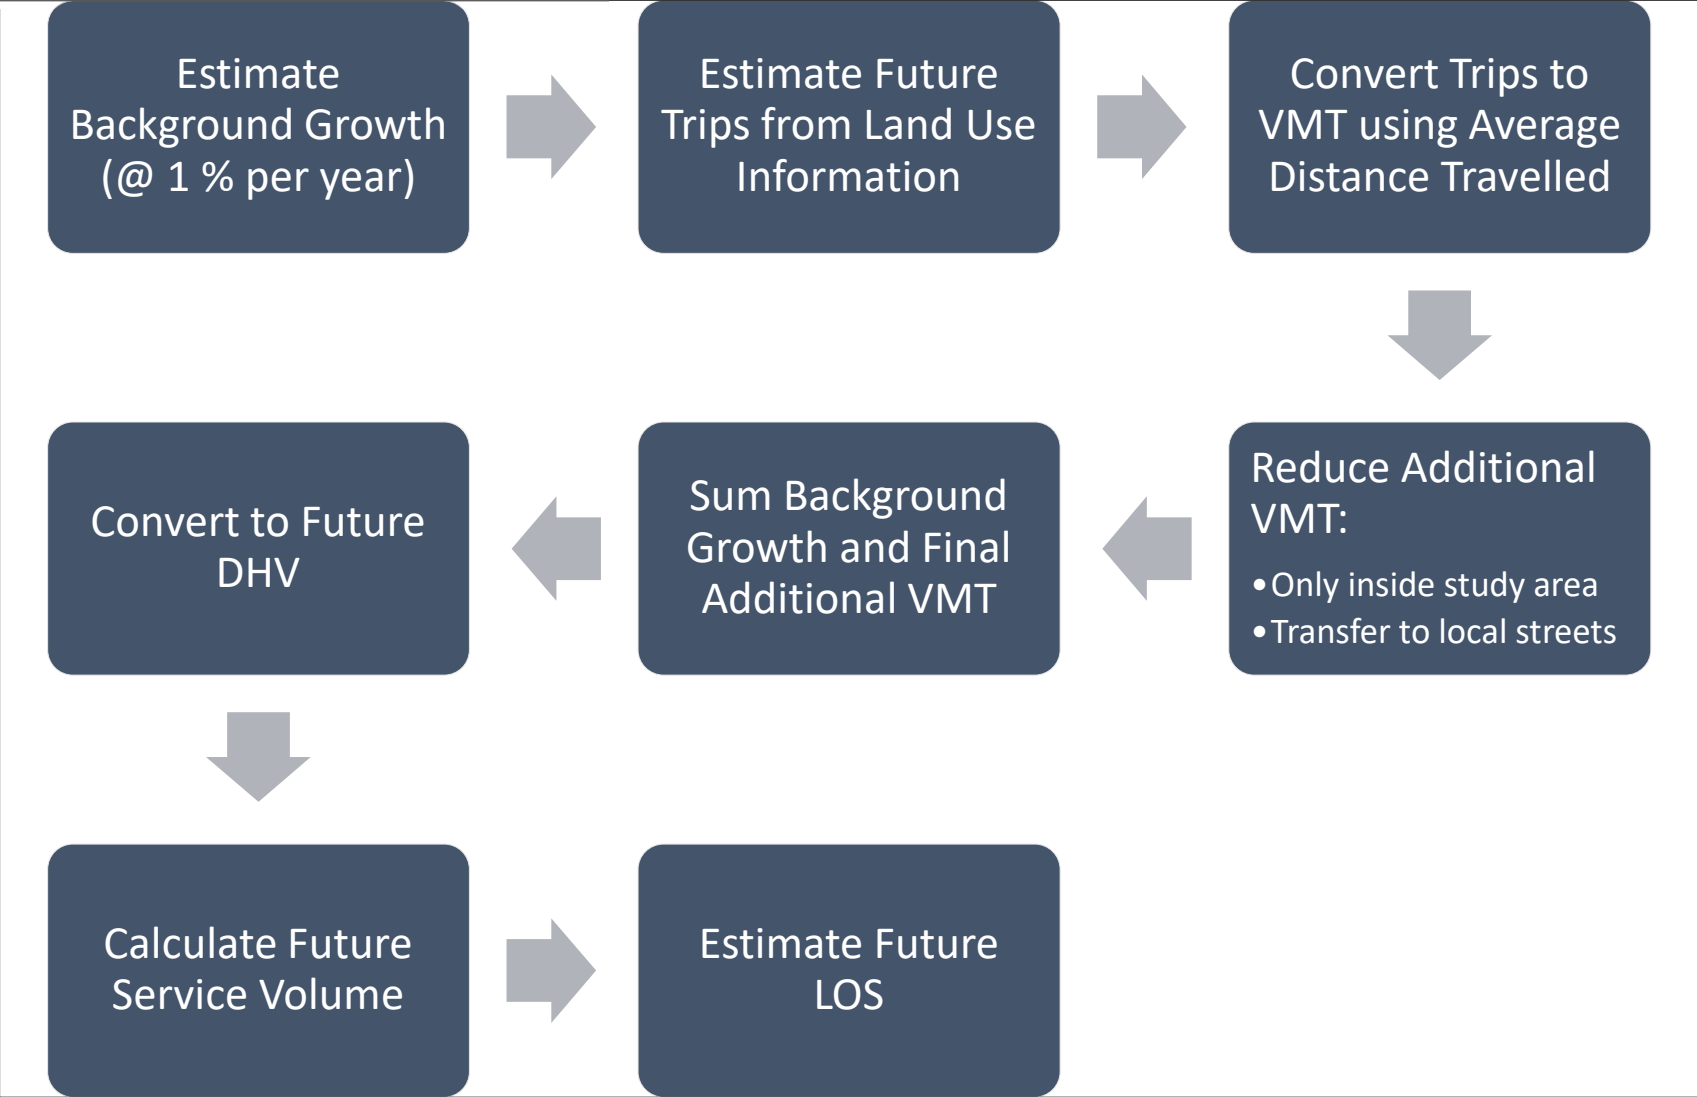 Estimate
Background Growth
(@ 1 % per year)
Estimate Future
Trips from Land Use
Information
Convert Trips to
VMT using Average
Distance Travelled
Reduce Additional
VMT:
•Only inside study area
•Transfer to local streets
Sum Background
Growth and Final
Additional VMT
Convert to Future
DHV
Calculate Future
Service Volume
Estimate Future
LOS